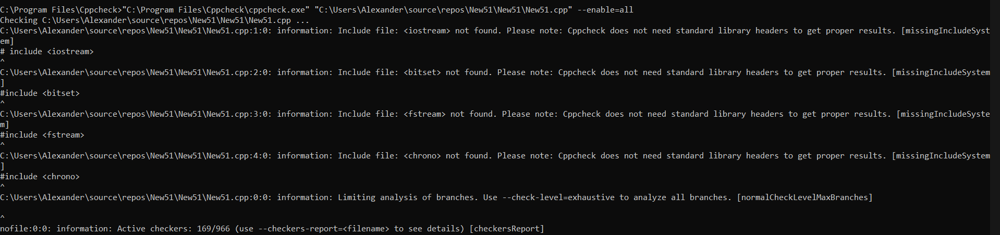 C:\Program Files\Cppcheck>"C:\Program Files\Cppcheck\cppcheck.exe" "C:\Users\Alexander\source\repos\New51\New51\New51.cpp" --enable=all
Checking C:\Users\Alexander\source\repos\New51\New51\New51.cpp ...
C:\Users\Alexander\source\repos\New51\New51\New51.cpp:1:0: information: Include file: <iostream> not found. Please note: Cppcheck does not need standard library headers to get proper results. [missingIncludeSyst
em]
# include <iostream>
^
C:\Users\Alexander\source\repos\New51\New51\New51.cpp:2:0: information: Include file: <bitset> not found. Please note: Cppcheck does not need standard library headers to get proper results. [missingIncludeSystem
]
#include <bitset>
^
C:\Users\Alexander\source\repos\New51\New51\New51.cpp:3:0: information: Include file: <fstream> not found. Please note: Cppcheck does not need standard library headers to get proper results. [missingIncludeSyste
m]
#include <fstream>
^
C:\Users\Alexander\source\repos\New51\New51\New51.cpp:4:0: information: Include file: <chrono> not found. Please note: Cppcheck does not need standard library headers to get proper results. [missingIncludeSystem
]
#include <chrono>
^
C:\Users\Alexander\source\repos\New51\New51\New51.cpp:0:0: information: Limiting analysis of branches. Use --check-level=exhaustive to analyze all branches. [normalCheckLevelMaxBranches]
^
nofile:0:0: information: Active checkers: 169/966 (use --checkers-report=<filename> to see details) [checkersReport]